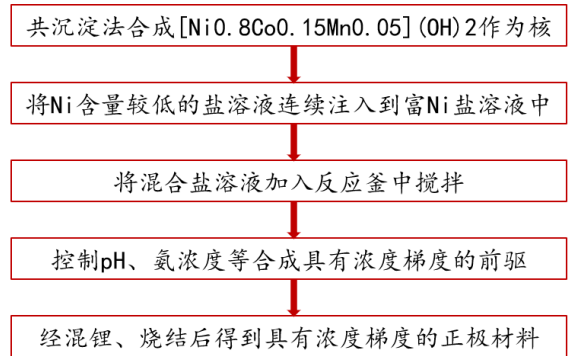 共沉淀法合成[Ni0.8Co0.15Mn0.05](OH)2作为核
将Ni含量较低的盐溶液连续注入到富Ni盐溶液中
将混合盐溶液加入反应釜中搅拌
控制pH、氨浓度等合成具有浓度梯度的前驱
经混锂、烧结后得到具有浓度梯度的正极材料